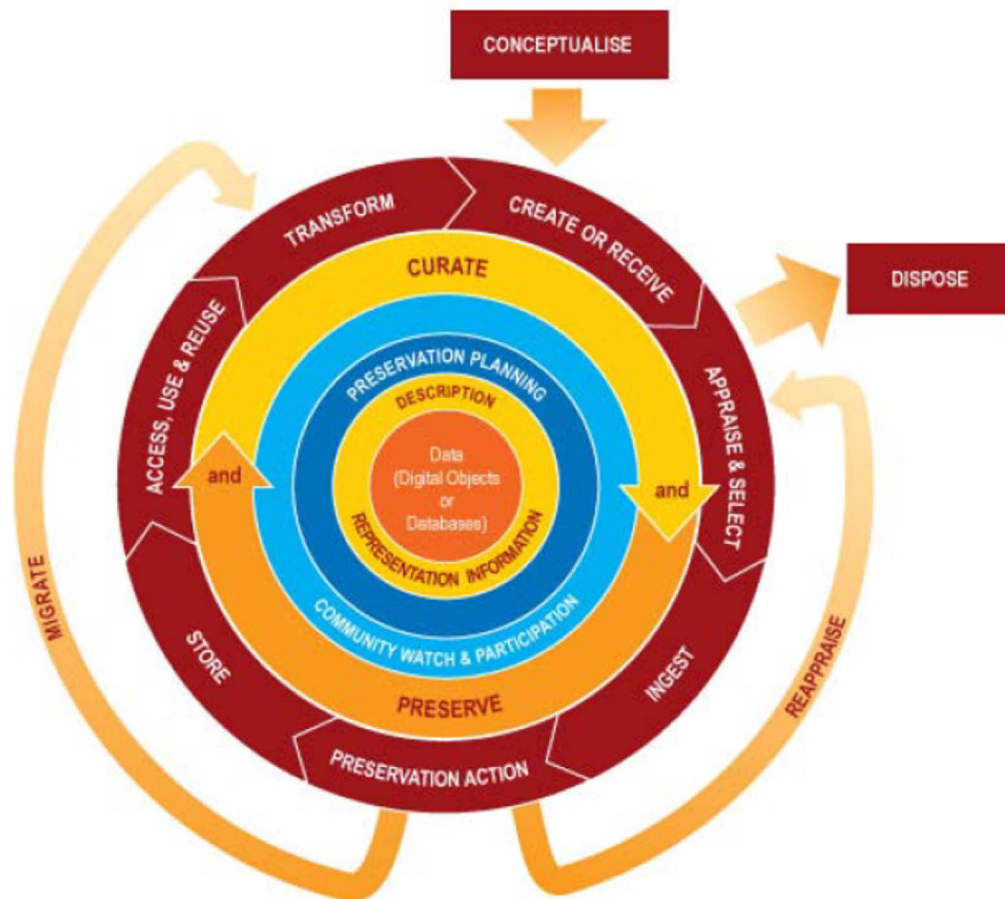 CONCEPTUALISE
CREATE OR RECEIVE
DISPOSE
APPRAISE & SELECT
REAPPRAISE
INGEST
PRESERVATION ACTION
STORE
MIGRATE
ACCESS, USE & REUSE
TRANSFORM
CURATE
and
PRESERVE
and
COMMUNITY WATCH & PARTICIPATION
PRESERVATION PLANNING
DESCRIPTION
REPRESENTATION INFORMATION
Data
(Digital Objects
or
Databases)